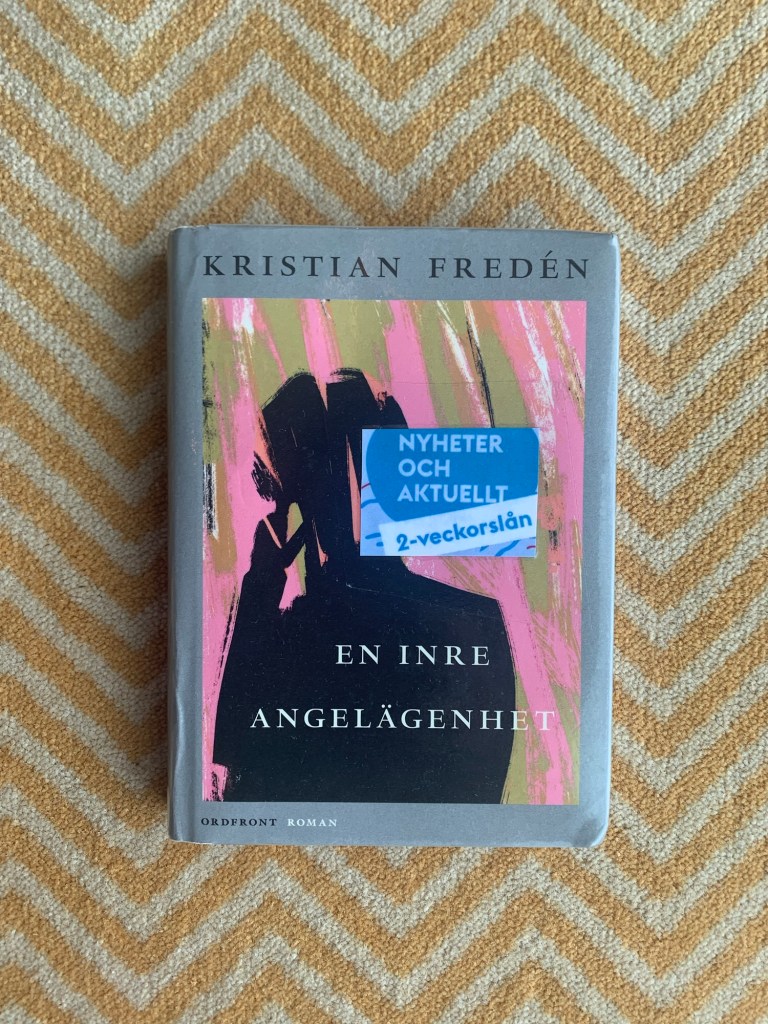 KRISTIAN FREDÉN
NYHETER
OCH
AKTUELLT
2-veckorslån
EN INRE
ANGELÄGENHET
ORDFRONT ROMAN